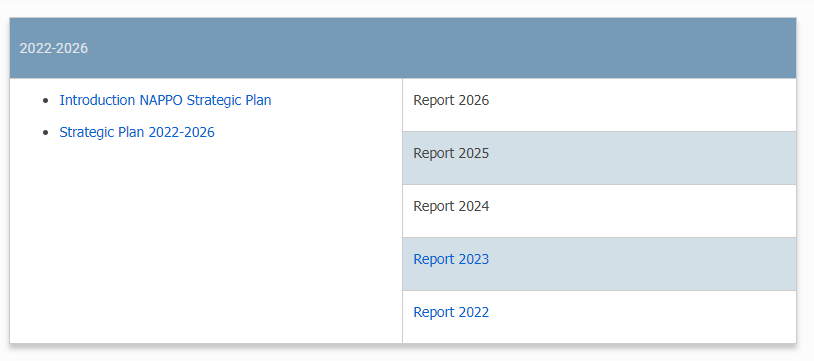 2022-2026
Introduction NAPPO Strategic Plan
Strategic Plan 2022-2026
Report 2026
Report 2025
Report 2024
Report 2023
Report 2022